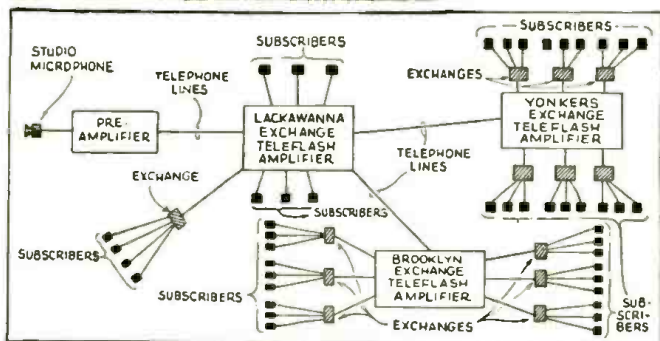 STUDIO
MICROPHONE
PRE-
AMPLIFIER
TELEPHONE
LINES
SUBSCRIBERS
LACKAWANNA
EXCHANGE
TELEFLASH
AMPLIFIER
SUBSCRIBERS
EXCHANGE
SUBSCRIBERS
TELEPHONE
LINES
SUBSCRIBERS
EXCHANGES
YONKERS
EXCHANGE
TELEFLASH
AMPLIFIER
SUBSCRIBERS
BROOKLYN
EXCHANGE
TELEFLASH
AMPLIFIER
EXCHANGES
SUB-
SCRI-
BERS